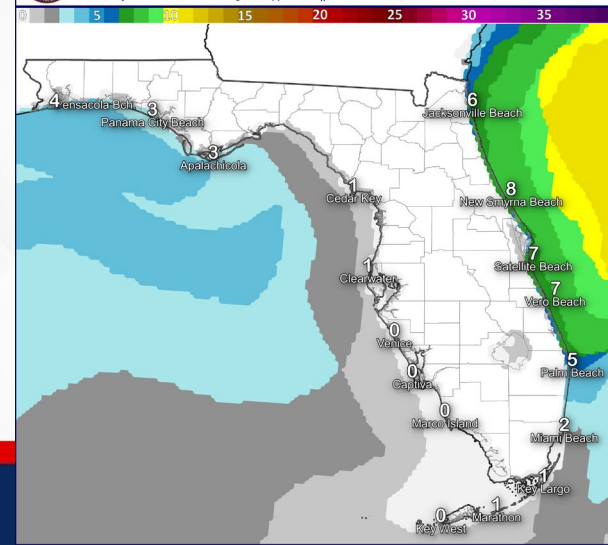 0 5 10 15 20 25 30 35
6
Jacksonville Beach
4 Pensacola Bch
3
Panama City Beach
3
Apalachicola
1
Cedar Key
8
New Smyrna Beach
7
Satellite Beach
1
Clearwater
7
Vero Beach
0
Venice
5
Palm Beach
0
Captiva
0
Marco Island
2
Miami Beach
1
Key Largo
1
Marathon
0
Key West